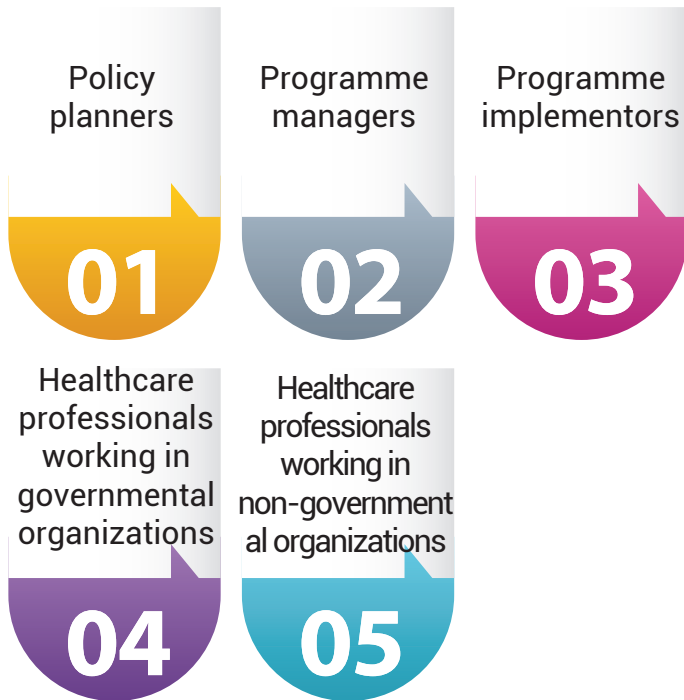 Policy
planners
01
Programme
managers
02
Programme
implementors
03
Healthcare
professionals
working in
governmental
organizations
04
Healthcare
professionals
working in
non-government
al organizations
05